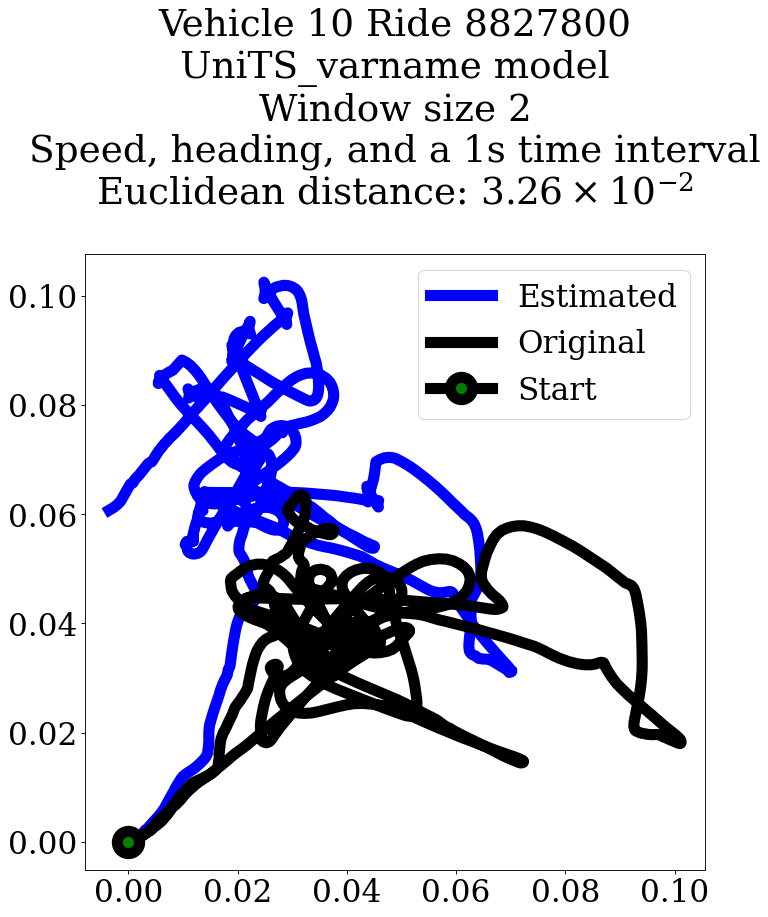 Vehicle 10 Ride 8827800
UniTS_varname model
Window size 2
Speed, heading, and a 1s time interval
Euclidean distance: 3.26 × 10⁻²
Estimated
Original
Start
0.10
0.08
0.06
0.04
0.02
0.00
0.00 0.02 0.04 0.06 0.08 0.10